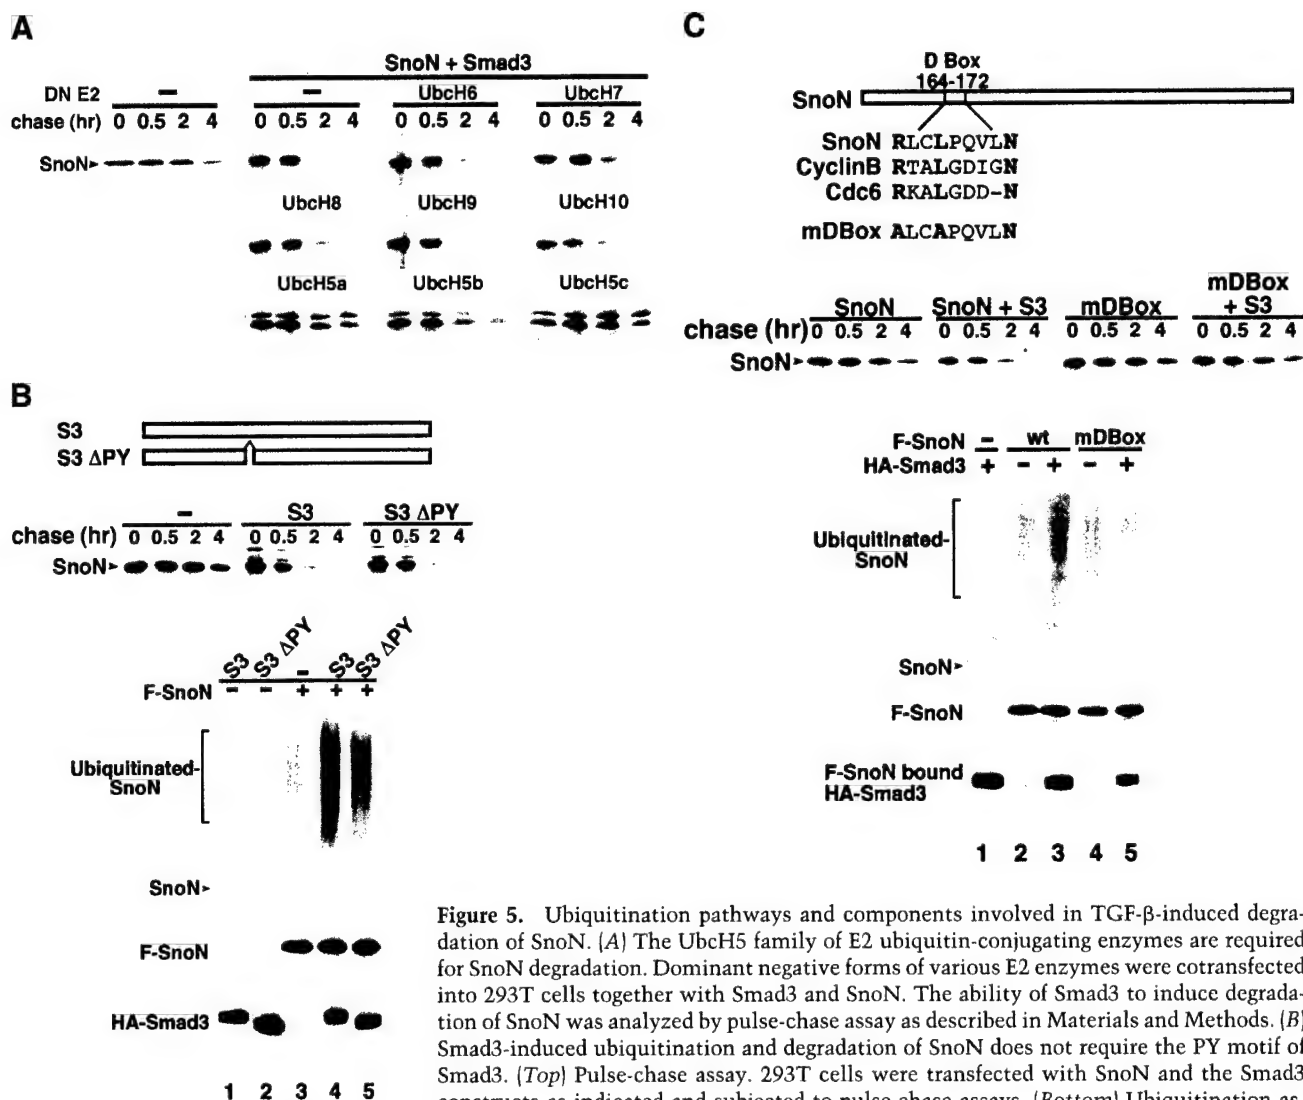 A
SnoN + Smad3
DN E2 – – UbcH6 UbcH7
chase (hr) 0 0.5 2 4 0 0.5 2 4 0 0.5 2 4 0 0.5 2 4
SnoN
UbcH8 UbcH9 UbcH10
UbcH5a UbcH5b UbcH5c
B
S3
S3 ΔPY
– S3 S3 ΔPY
chase (hr) 0 0.5 2 4 0 0.5 2 4 0 0.5 2 4
SnoN
S3 S3 ΔPY – S3 S3 ΔPY
F-SnoN – – + + +
Ubiquitinated-
SnoN
SnoN
F-SnoN
HA-Smad3
1 2 3 4 5
C
D Box
164-172
SnoN
SnoN RLCLPQVLN
CyclinB RTALGDIGN
Cdc6 RKALGDD-N
mDBox ALCAPQVLN
SnoN SnoN + S3 mDBox mDBox
+ S3
chase (hr) 0 0.5 2 4 0 0.5 2 4 0 0.5 2 4 0 0.5 2 4
SnoN
F-SnoN – wt mDBox
HA-Smad3 + – + – +
Ubiquitinated-
SnoN
SnoN
F-SnoN
F-SnoN bound
HA-Smad3
1 2 3 4 5
Figure 5. Ubiquitination pathways and components involved in TGF-β-induced degra-
dation of SnoN. (A) The UbcH5 family of E2 ubiquitin-conjugating enzymes are required
for SnoN degradation. Dominant negative forms of various E2 enzymes were cotransfected
into 293T cells together with Smad3 and SnoN. The ability of Smad3 to induce degrada-
tion of SnoN was analyzed by pulse-chase assay as described in Materials and Methods. (B)
Smad3-induced ubiquitination and degradation of SnoN does not require the PY motif of
Smad3. (Top) Pulse-chase assay. 293T cells were transfected with SnoN and the Smad3
constructs as indicated and subjected to pulse-chase assays. (Bottom) Ubiquitination as-